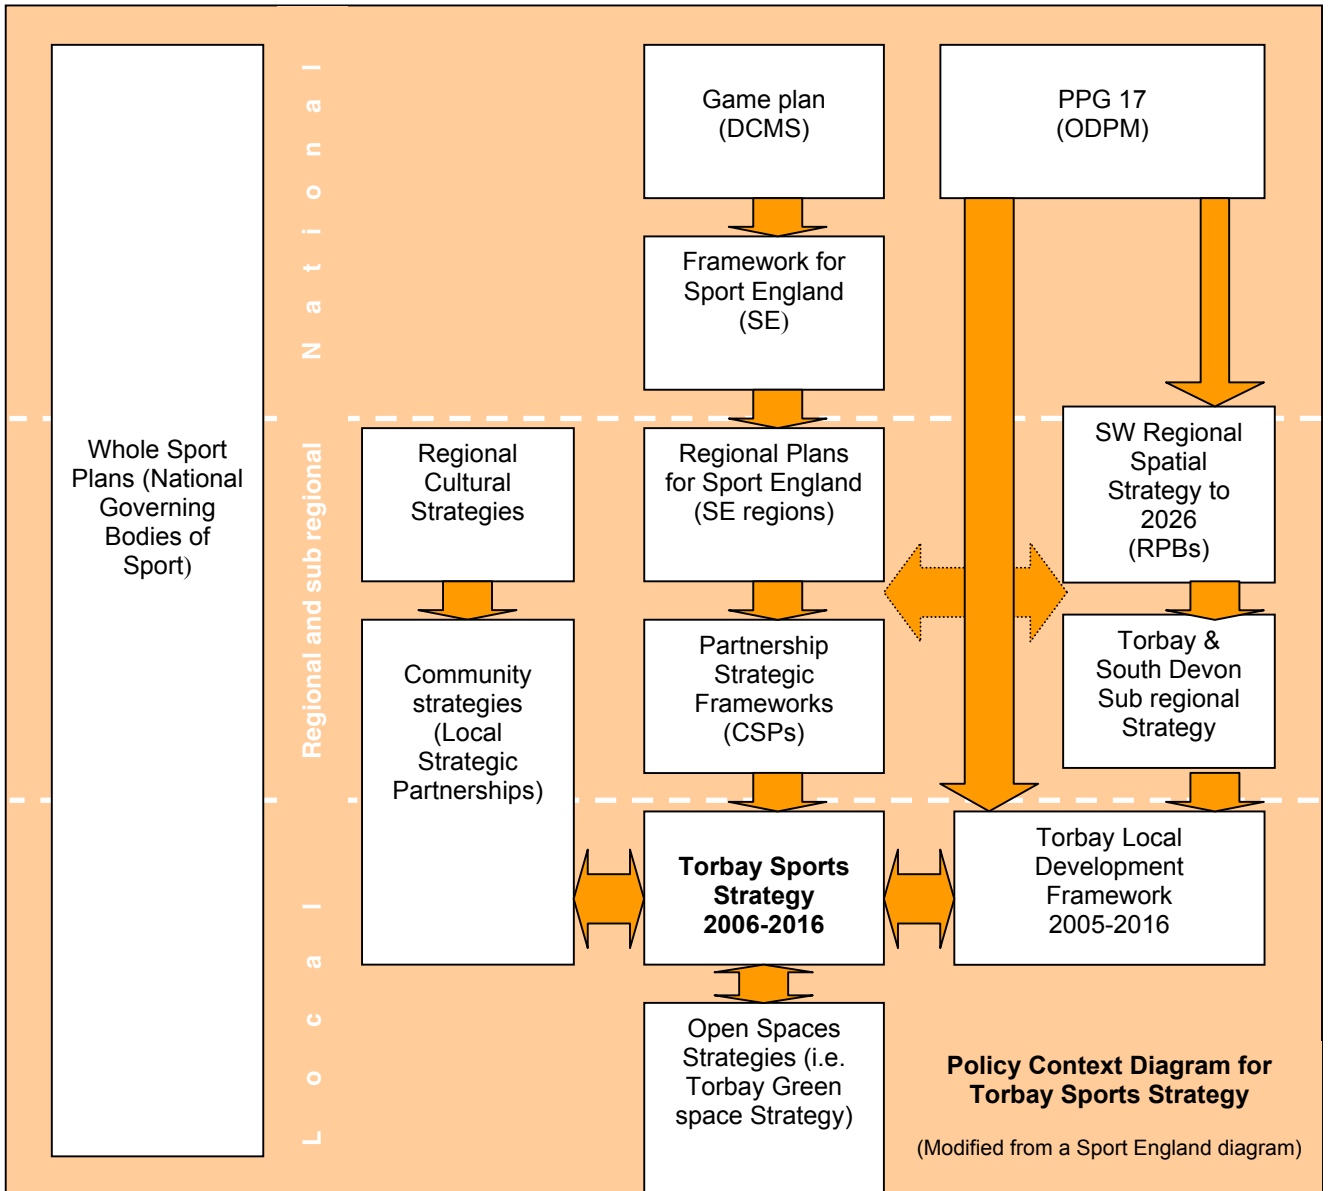 National
Game plan
(DCMS)
PPG 17
(ODPM)
Framework for
Sport England
(SE)
Whole Sport
Plans (National
Governing
Bodies of
Sport)
Regional and sub regional
Regional
Cultural
Strategies
Regional Plans
for Sport England
(SE regions)
SW Regional
Spatial
Strategy to
2026
(RPBs)
Community
strategies
(Local
Strategic
Partnerships)
Partnership
Strategic
Frameworks
(CSPs)
Torbay &
South Devon
Sub regional
Strategy
Local
Torbay Sports
Strategy
2006-2016
Torbay Local
Development
Framework
2005-2016
Open Spaces
Strategies (i.e.
Torbay Green
space Strategy)
Policy Context Diagram for
Torbay Sports Strategy
(Modified from a Sport England diagram)